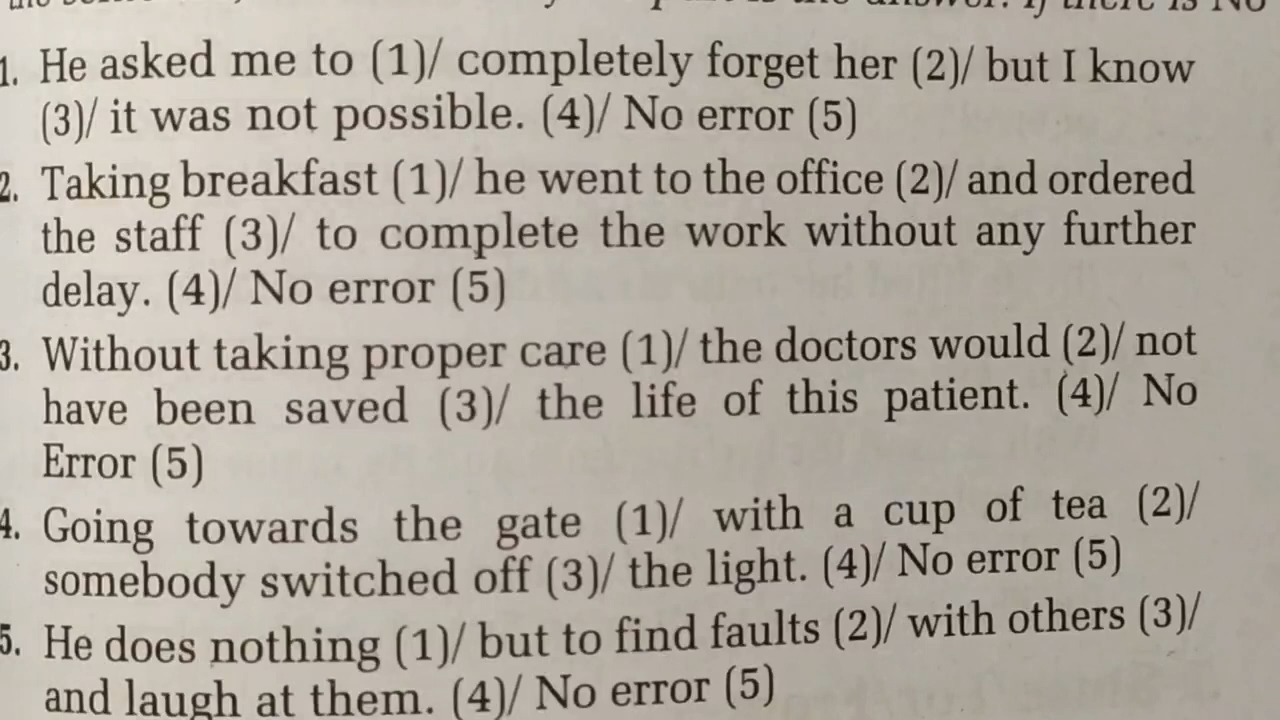 answer. If there is No
1. He asked me to (1)/ completely forget her (2)/ but I know
(3)/ it was not possible. (4)/ No error (5)
2. Taking breakfast (1)/ he went to the office (2)/ and ordered
the staff (3)/ to complete the work without any further
delay. (4)/ No error (5)
3. Without taking proper care (1)/ the doctors would (2)/ not
have been saved (3)/ the life of this patient. (4)/ No
Error (5)
4. Going towards the gate (1)/ with a cup of tea (2)/
somebody switched off (3)/ the light. (4)/ No error (5)
5. He does nothing (1)/ but to find faults (2)/ with others (3)/
and laugh at them. (4)/ No error (5)